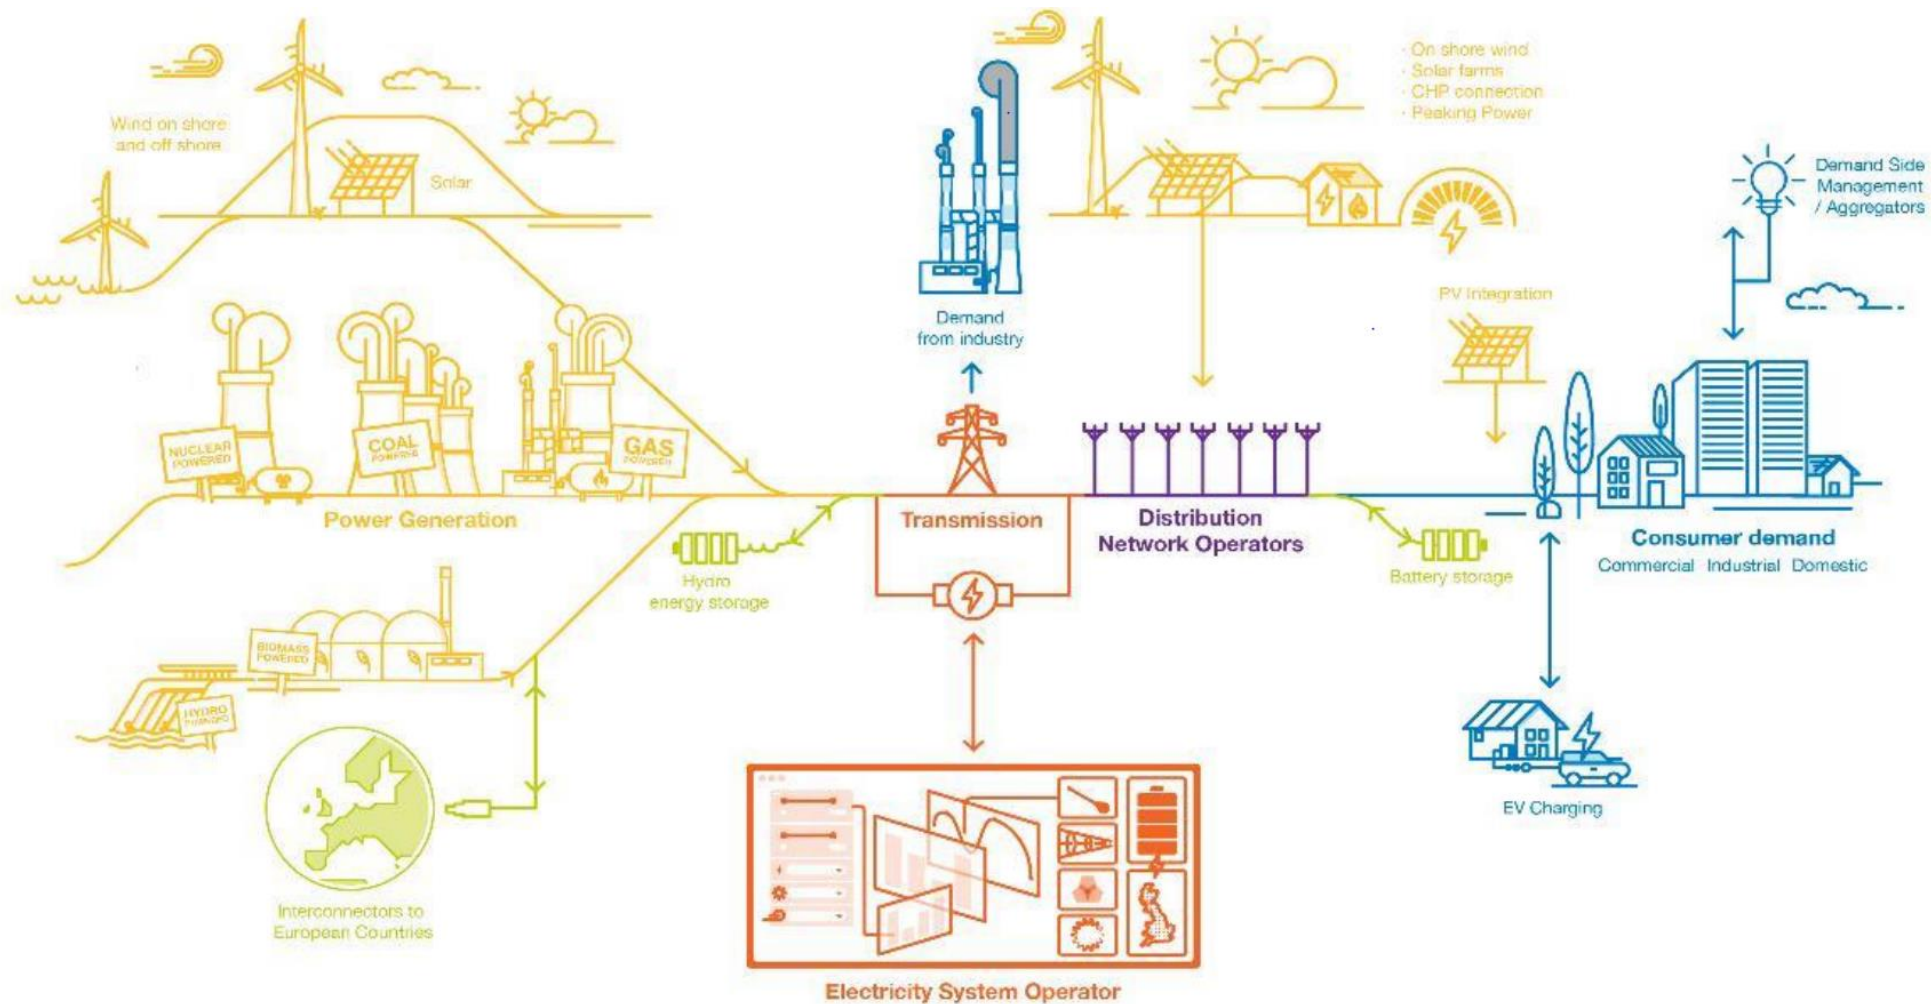 Wind on shore
and off shore
Solar
· On shore wind
· Solar farms
· CHP connection
· Peaking Power
Demand Side
Management
/ Aggregators
Demand
from industry
PV Integration
NUCLEAR
POWERED
COAL
POWERED
GAS
POWERED
Power Generation
Transmission
Distribution
Network Operators
Consumer demand
Commercial Industrial Domestic
Hydro
energy storage
Battery storage
BIOMASS
POWERED
HYDRO
POWERED
EV Charging
Interconnectors to
European Countries
Electricity System Operator